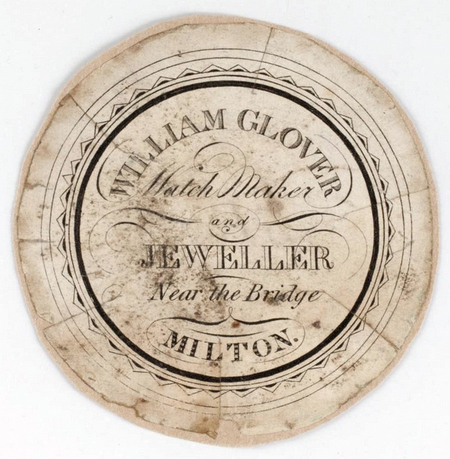 WILLIAM GLOVER
Watch Maker
and
JEWELLER
Near the Bridge
MILTON.